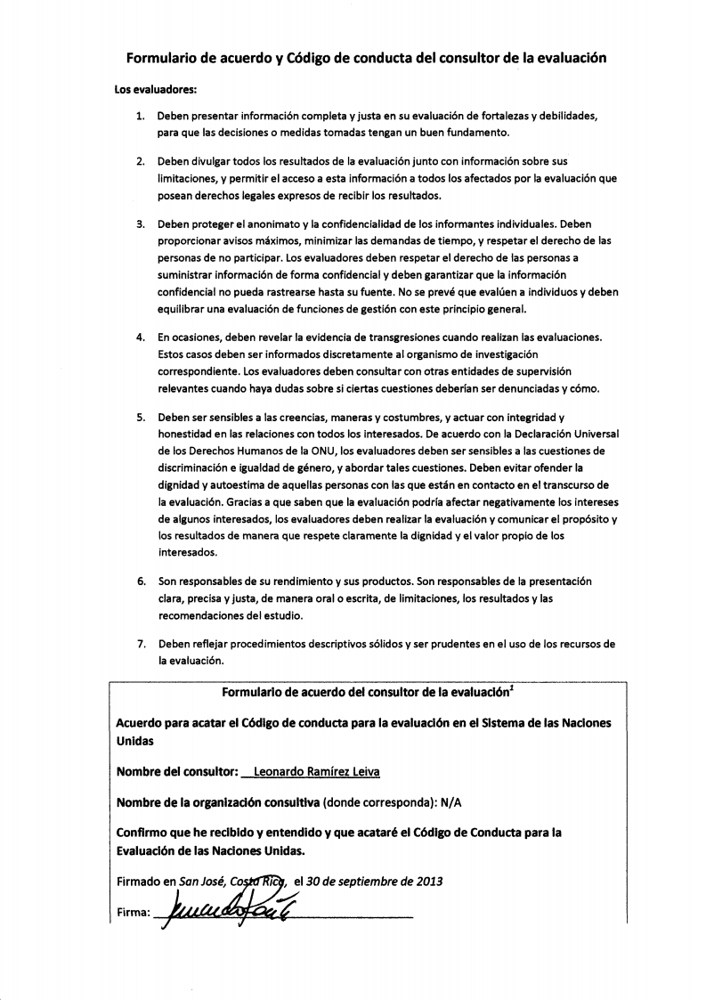 Formulario de acuerdo y Código de conducta del consultor de la evaluación
Los evaluadores:
1. Deben presentar información completa y justa en su evaluación de fortalezas y debilidades,
para que las decisiones o medidas tomadas tengan un buen fundamento.
2. Deben divulgar todos los resultados de la evaluación junto con información sobre sus
limitaciones, y permitir el acceso a esta información a todos los afectados por la evaluación que
posean derechos legales expresos de recibir los resultados.
3. Deben proteger el anonimato y la confidencialidad de los informantes individuales. Deben
proporcionar avisos máximos, minimizar las demandas de tiempo, y respetar el derecho de las
personas de no participar. Los evaluadores deben respetar el derecho de las personas a
suministrar información de forma confidencial y deben garantizar que la información
confidencial no pueda rastrearse hasta su fuente. No se prevé que evalúen a individuos y deben
equilibrar una evaluación de funciones de gestión con este principio general.
4. En ocasiones, deben revelar la evidencia de transgresiones cuando realizan las evaluaciones.
Estos casos deben ser informados discretamente al organismo de investigación
correspondiente. Los evaluadores deben consultar con otras entidades de supervisión
relevantes cuando haya dudas sobre si ciertas cuestiones deberían ser denunciadas y cómo.
5. Deben ser sensibles a las creencias, maneras y costumbres, y actuar con integridad y
honestidad en las relaciones con todos los interesados. De acuerdo con la Declaración Universal
de los Derechos Humanos de la ONU, los evaluadores deben ser sensibles a las cuestiones de
discriminación e igualdad de género, y abordar tales cuestiones. Deben evitar ofender la
dignidad y autoestima de aquellas personas con las que están en contacto en el transcurso de
la evaluación. Gracias a que saben que la evaluación podría afectar negativamente los intereses
de algunos interesados, los evaluadores deben realizar la evaluación y comunicar el propósito y
los resultados de manera que respete claramente la dignidad y el valor propio de los
interesados.
6. Son responsables de su rendimiento y sus productos. Son responsables de la presentación
clara, precisa y justa, de manera oral o escrita, de limitaciones, los resultados y las
recomendaciones del estudio.
7. Deben reflejar procedimientos descriptivos sólidos y ser prudentes en el uso de los recursos de
la evaluación.
Formulario de acuerdo del consultor de la evaluación¹
Acuerdo para acatar el Código de conducta para la evaluación en el Sistema de las Naciones
Unidas
Nombre del consultor: Leonardo Ramírez Leiva
Nombre de la organización consultiva (donde corresponda): N/A
Confirmo que he recibido y entendido y que acataré el Código de Conducta para la
Evaluación de las Naciones Unidas.
Firmado en San José, Costa Rica, el 30 de septiembre de 2013
Firma: